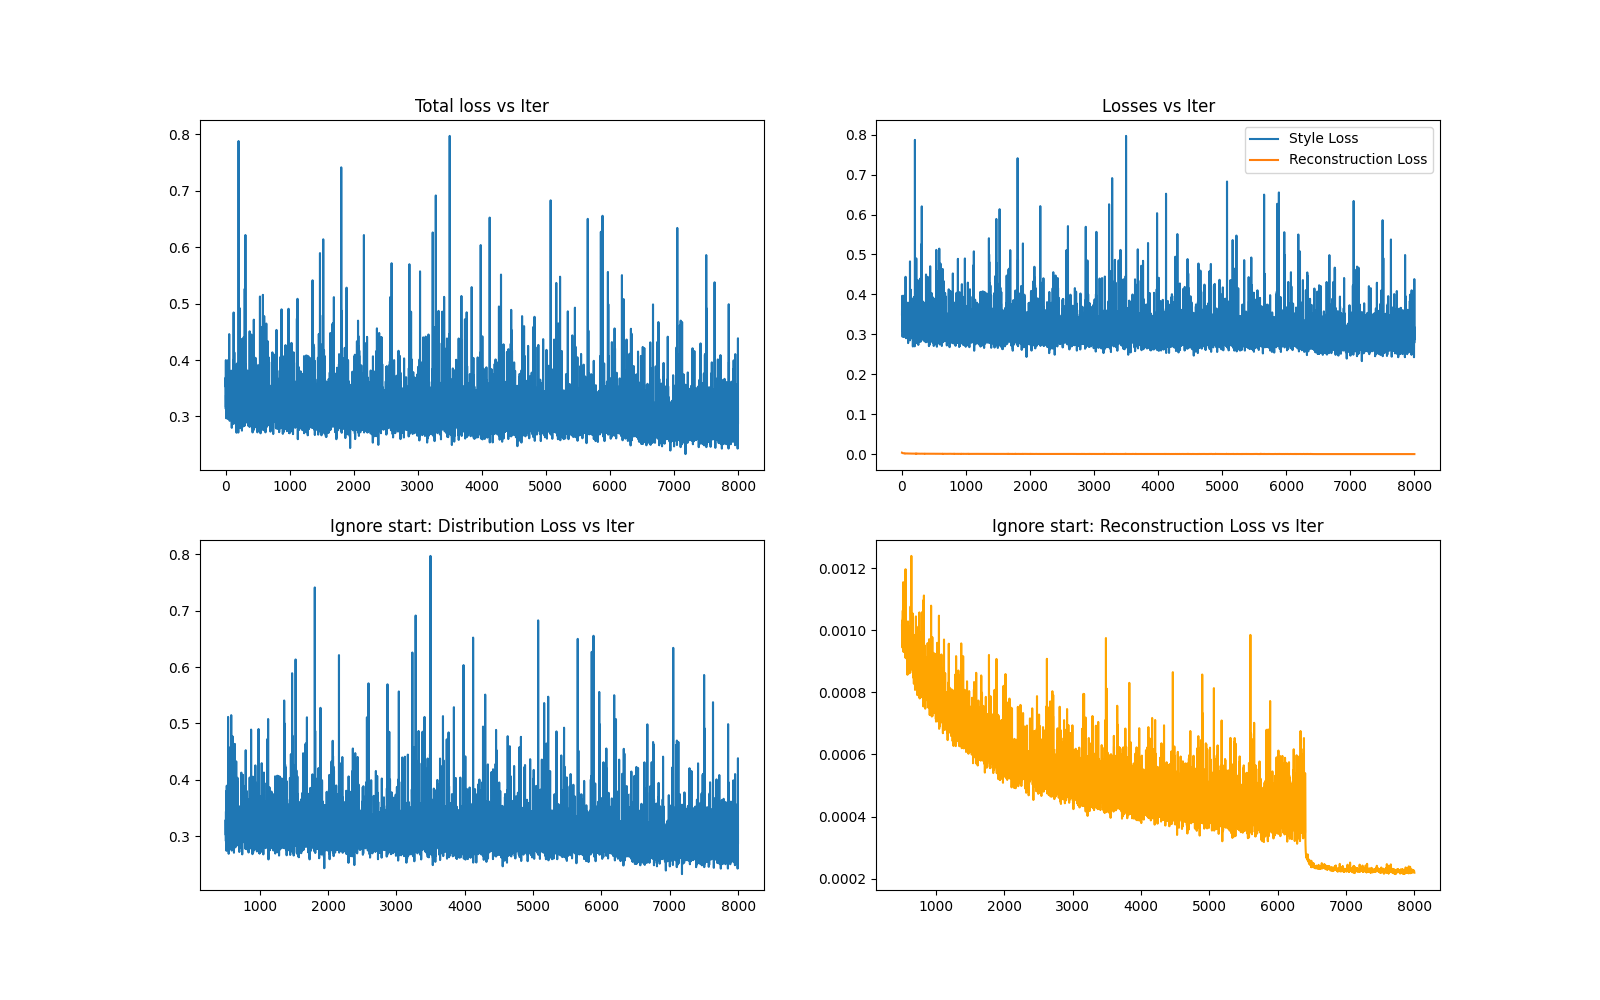 Total loss vs Iter
0.8
0.7
0.6
0.5
0.4
0.3
0 1000 2000 3000 4000 5000 6000 7000 8000
Losses vs Iter
Style Loss
Reconstruction Loss
0.8
0.7
0.6
0.5
0.4
0.3
0.2
0.1
0.0
0 1000 2000 3000 4000 5000 6000 7000 8000
Ignore start: Distribution Loss vs Iter
0.8
0.7
0.6
0.5
0.4
0.3
1000 2000 3000 4000 5000 6000 7000 8000
Ignore start: Reconstruction Loss vs Iter
0.0012
0.0010
0.0008
0.0006
0.0004
0.0002
1000 2000 3000 4000 5000 6000 7000 8000